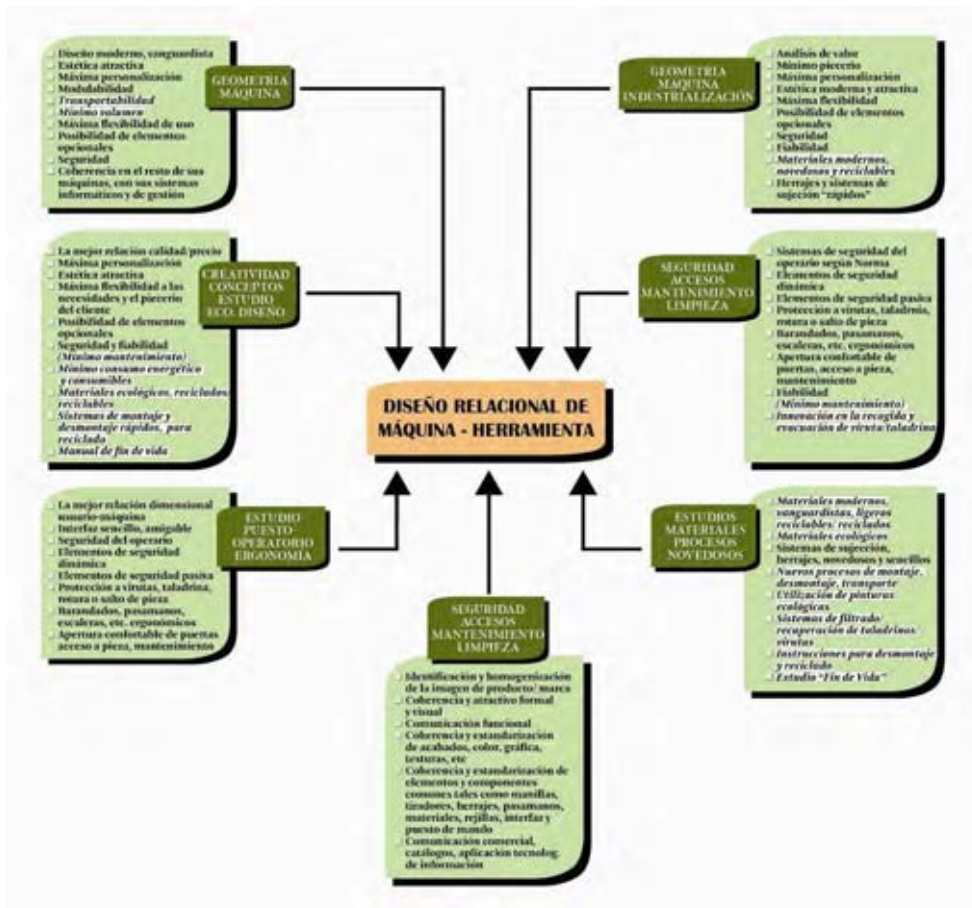 Diseño moderno, vanguardista
Estética atractiva
Máxima personalización
Modulabilidad
Transportabilidad
Mínimo volumen
Máxima flexibilidad de uso
Posibilidad de elementos
opcionales
Seguridad
Coherencia en el resto de sus
máquinas, con sus sistemas
informáticos y de gestión
GEOMETRIA
MÁQUINA
GEOMETRIA
MÁQUINA
INDUSTRIALIZACIÓN
Análisis de valor
Mínimo piecerío
Máxima personalización
Estética moderna y atractiva
Máxima flexibilidad
Posibilidad de elementos
opcionales
Seguridad
Fiabilidad
Materiales modernos,
novedosos y reciclables
Herrajes y sistemas de
sujeción "rápidos"
La mejor relación calidad/precio
Máxima personalización
Estética atractiva
Máxima flexibilidad a las
necesidades y el piecerío
del cliente
Posibilidad de elementos
opcionales
Seguridad y fiabilidad
(Mínimo mantenimiento)
Mínimo consumo energético
y consumibles
Materiales ecológicos, reciclados/
reciclables
Sistemas de montaje y
desmontaje rápidos, para
reciclado
Manual de fin de vida
CREATIVIDAD
CONCEPTOS
ESTUDIO
ECO. DISEÑO
SEGURIDAD
ACCESOS
MANTENIMIENTO
LIMPIEZA
Sistemas de seguridad del
operario según Norma
Elementos de seguridad
dinámica
Elementos de seguridad pasiva
Protección a virutas, taladrina,
rotura o salto de pieza
Barandados, pasamanos,
escaleras, etc. ergonómicos
Apertura confortable de
puertas, acceso a pieza,
mantenimiento
Fiabilidad
(Mínimo mantenimiento)
Innovación en la recogida y
evacuación de viruta/taladrina
DISEÑO RELACIONAL DE
MÁQUINA - HERRAMIENTA
La mejor relación dimensional
usuario-máquina
Interfaz sencillo, amigable
Seguridad del operario
Elementos de seguridad
dinámica
Elementos de seguridad pasiva
Protección a virutas, taladrina,
rotura o salto de pieza
Barandados, pasamanos,
escaleras, etc. ergonómicos
Apertura confortable de puertas
acceso a pieza, mantenimiento
ESTUDIO
PUESTO-
OPERATORIO
ERGONOMIA
ESTUDIOS
MATERIALES
PROCESOS
NOVEDOSOS
Materiales modernos,
vanguardistas, ligeros
reciclables/ reciclados
Materiales ecológicos
Sistemas de sujección,
herrajes, novedosos y sencillos
Nuevos procesos de montaje,
desmontaje, transporte
Utilización de pinturas
ecológicas
Sistemas de filtrado/
recuperación de taladrinas/
virutas
Instrucciones para desmontaje
y reciclado
Estudio "Fin de Vida"
SEGURIDAD
ACCESOS
MANTENIMIENTO
LIMPIEZA
Identificación y homogenización
de la imagen de producto/ marca
Coherencia y atractivo formal
y visual
Comunicación funcional
Coherencia y estandarización
de acabados, color, gráfica,
texturas, etc
Coherencia y estandarización de
elementos y componentes
comunes tales como manillas,
tiradores, herrajes, pasamanos,
materiales, rejillas, interfaz y
puesto de mando
Comunicación comercial,
catálogos, aplicación tecnolog.
de información